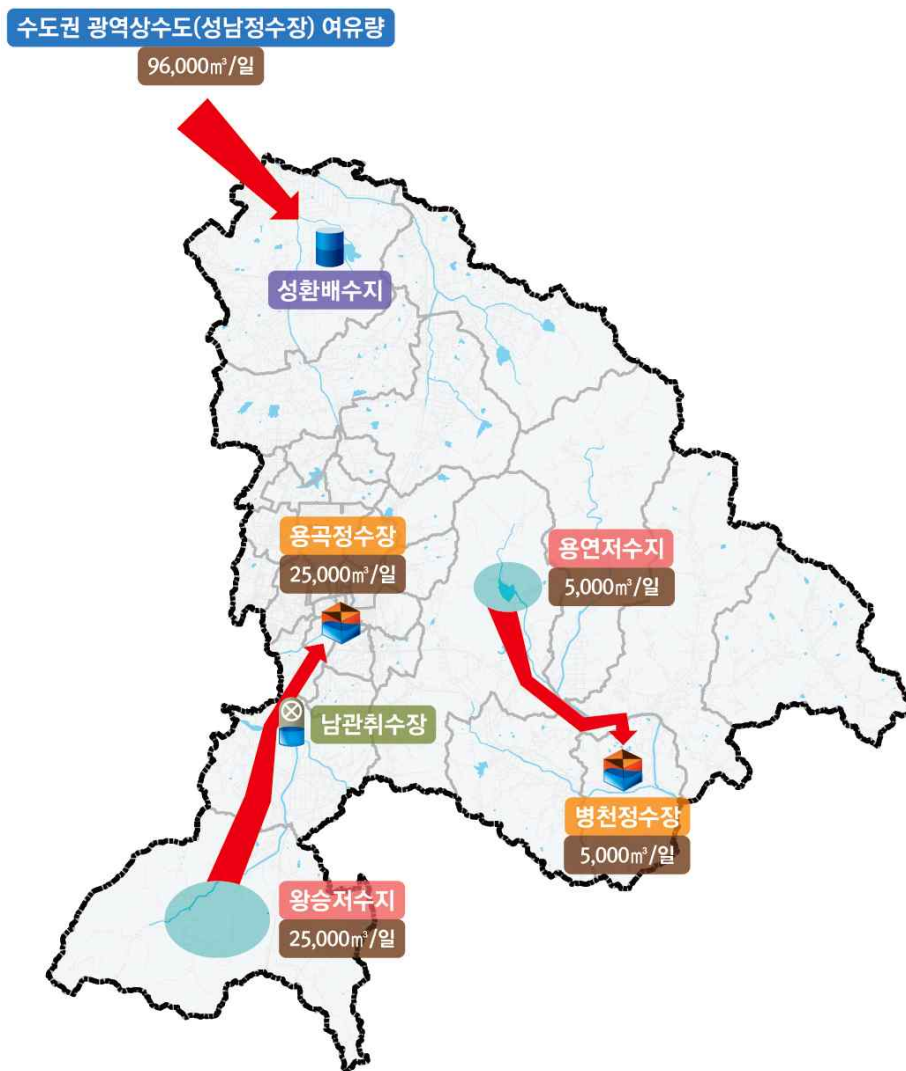 수도권 광역상수도(성남정수장) 여유량
96,000㎥/일
성환배수지
용곡정수장
25,000㎥/일
용연저수지
5,000㎥/일
남관취수장
병천정수장
5,000㎥/일
왕승저수지
25,000㎥/일